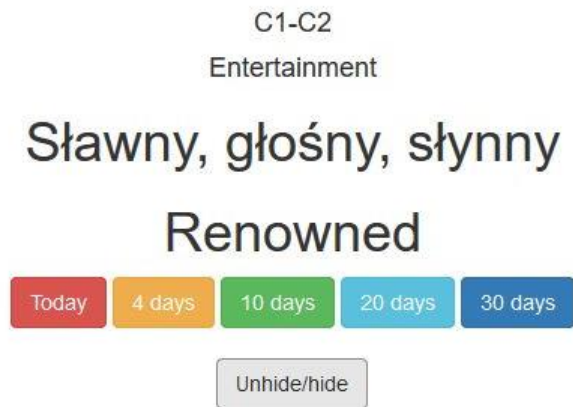 C1-C2
Entertainment
Sławny, głośny, słynny
Renowned
Today 4 days 10 days 20 days 30 days
Unhide/hide